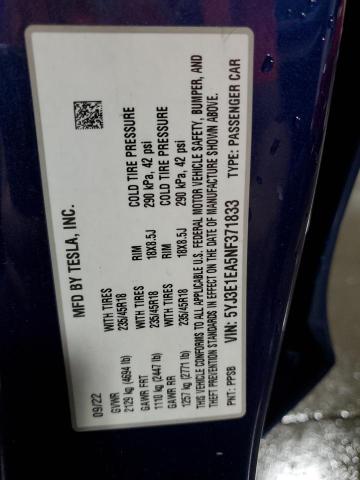 MFD BY TESLA, INC.
09/22
GVWR WITH TIRES RIM COLD TIRE PRESSURE
2129 kg (4694 lb) 235/45R18 18X8.5J 290 kPa, 42 psi
GAWR FRT WITH TIRES RIM COLD TIRE PRESSURE
1110 kg (2447 lb) 235/45R18 18X8.5J 290 kPa, 42 psi
GAWR RR
1257 kg (2771 lb)
THIS VEHICLE CONFORMS TO ALL APPLICABLE U.S. FEDERAL MOTOR VEHICLE SAFETY, BUMPER, AND
THEFT PREVENTION STANDARDS IN EFFECT ON THE DATE OF MANUFACTURE SHOWN ABOVE.
VIN: 5YJ3E1EA5NF371833 TYPE: PASSENGER CAR
PNT: PPSB